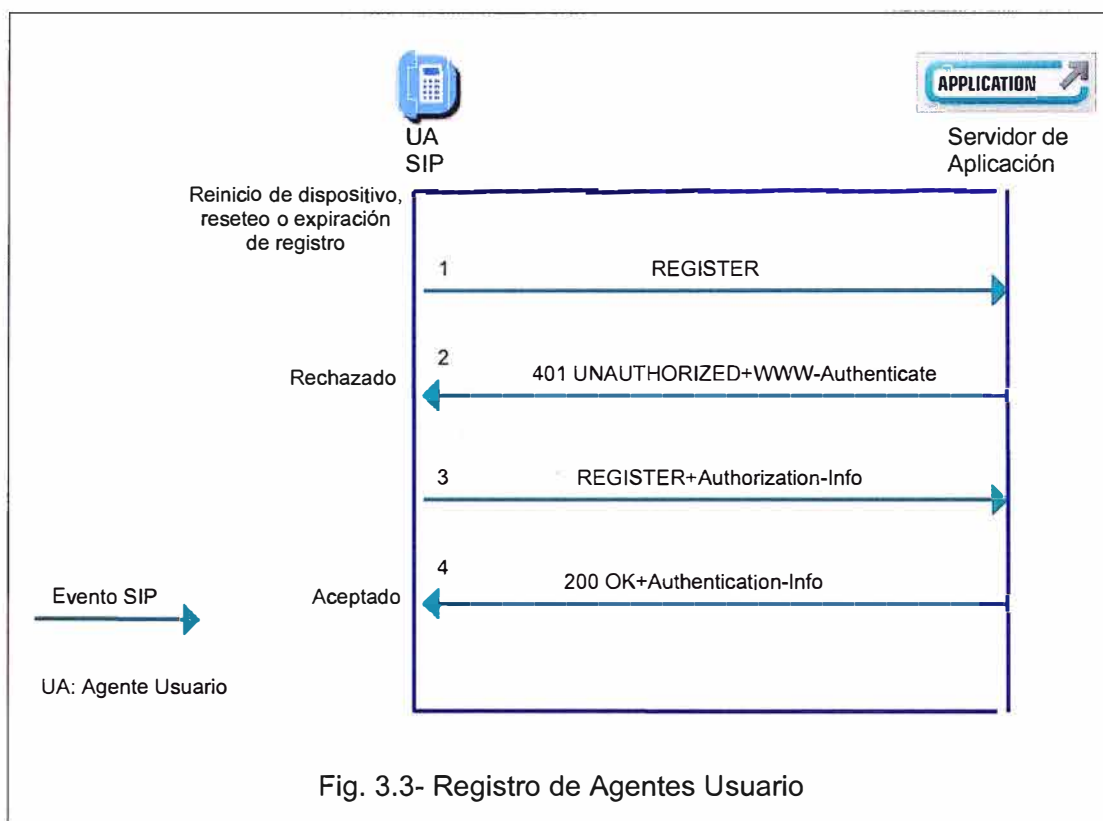 APPLICATION
UA
SIP
Servidor de
Aplicación
Reinicio de dispositivo,
reseteo o expiración
de registro
1
REGISTER
2
Rechazado
401 UNAUTHORIZED+WWW-Authenticate
3
REGISTER+Authorization-Info
4
Aceptado
200 OK+Authentication-Info
Evento SIP
UA: Agente Usuario
Fig. 3.3- Registro de Agentes Usuario